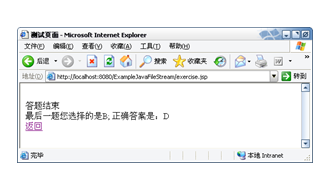 测试页面 - Microsoft Internet Explorer
文件(F) 编辑(E) 查看(V) 收藏(A) 工具(T) 帮助(H)
后退 搜索 收藏夹
地址(D) http://localhost:8080/ExampleJavaFileStream/exercise.jsp 转到
答题结束
最后一题您选择的是B,正确答案是：D
返回
完毕 本地 Intranet